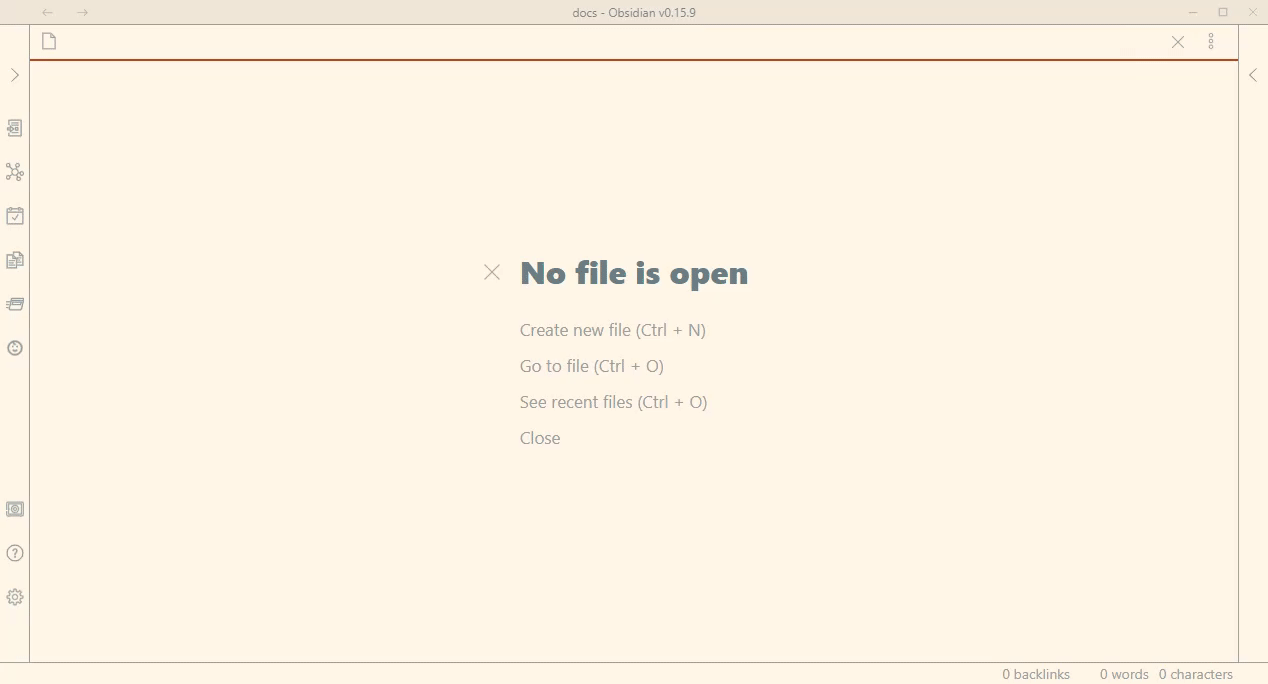 docs - Obsidian v0.15.9
No file is open
Create new file (Ctrl + N)
Go to file (Ctrl + O)
See recent files (Ctrl + O)
Close
0 backlinks 0 words 0 characters